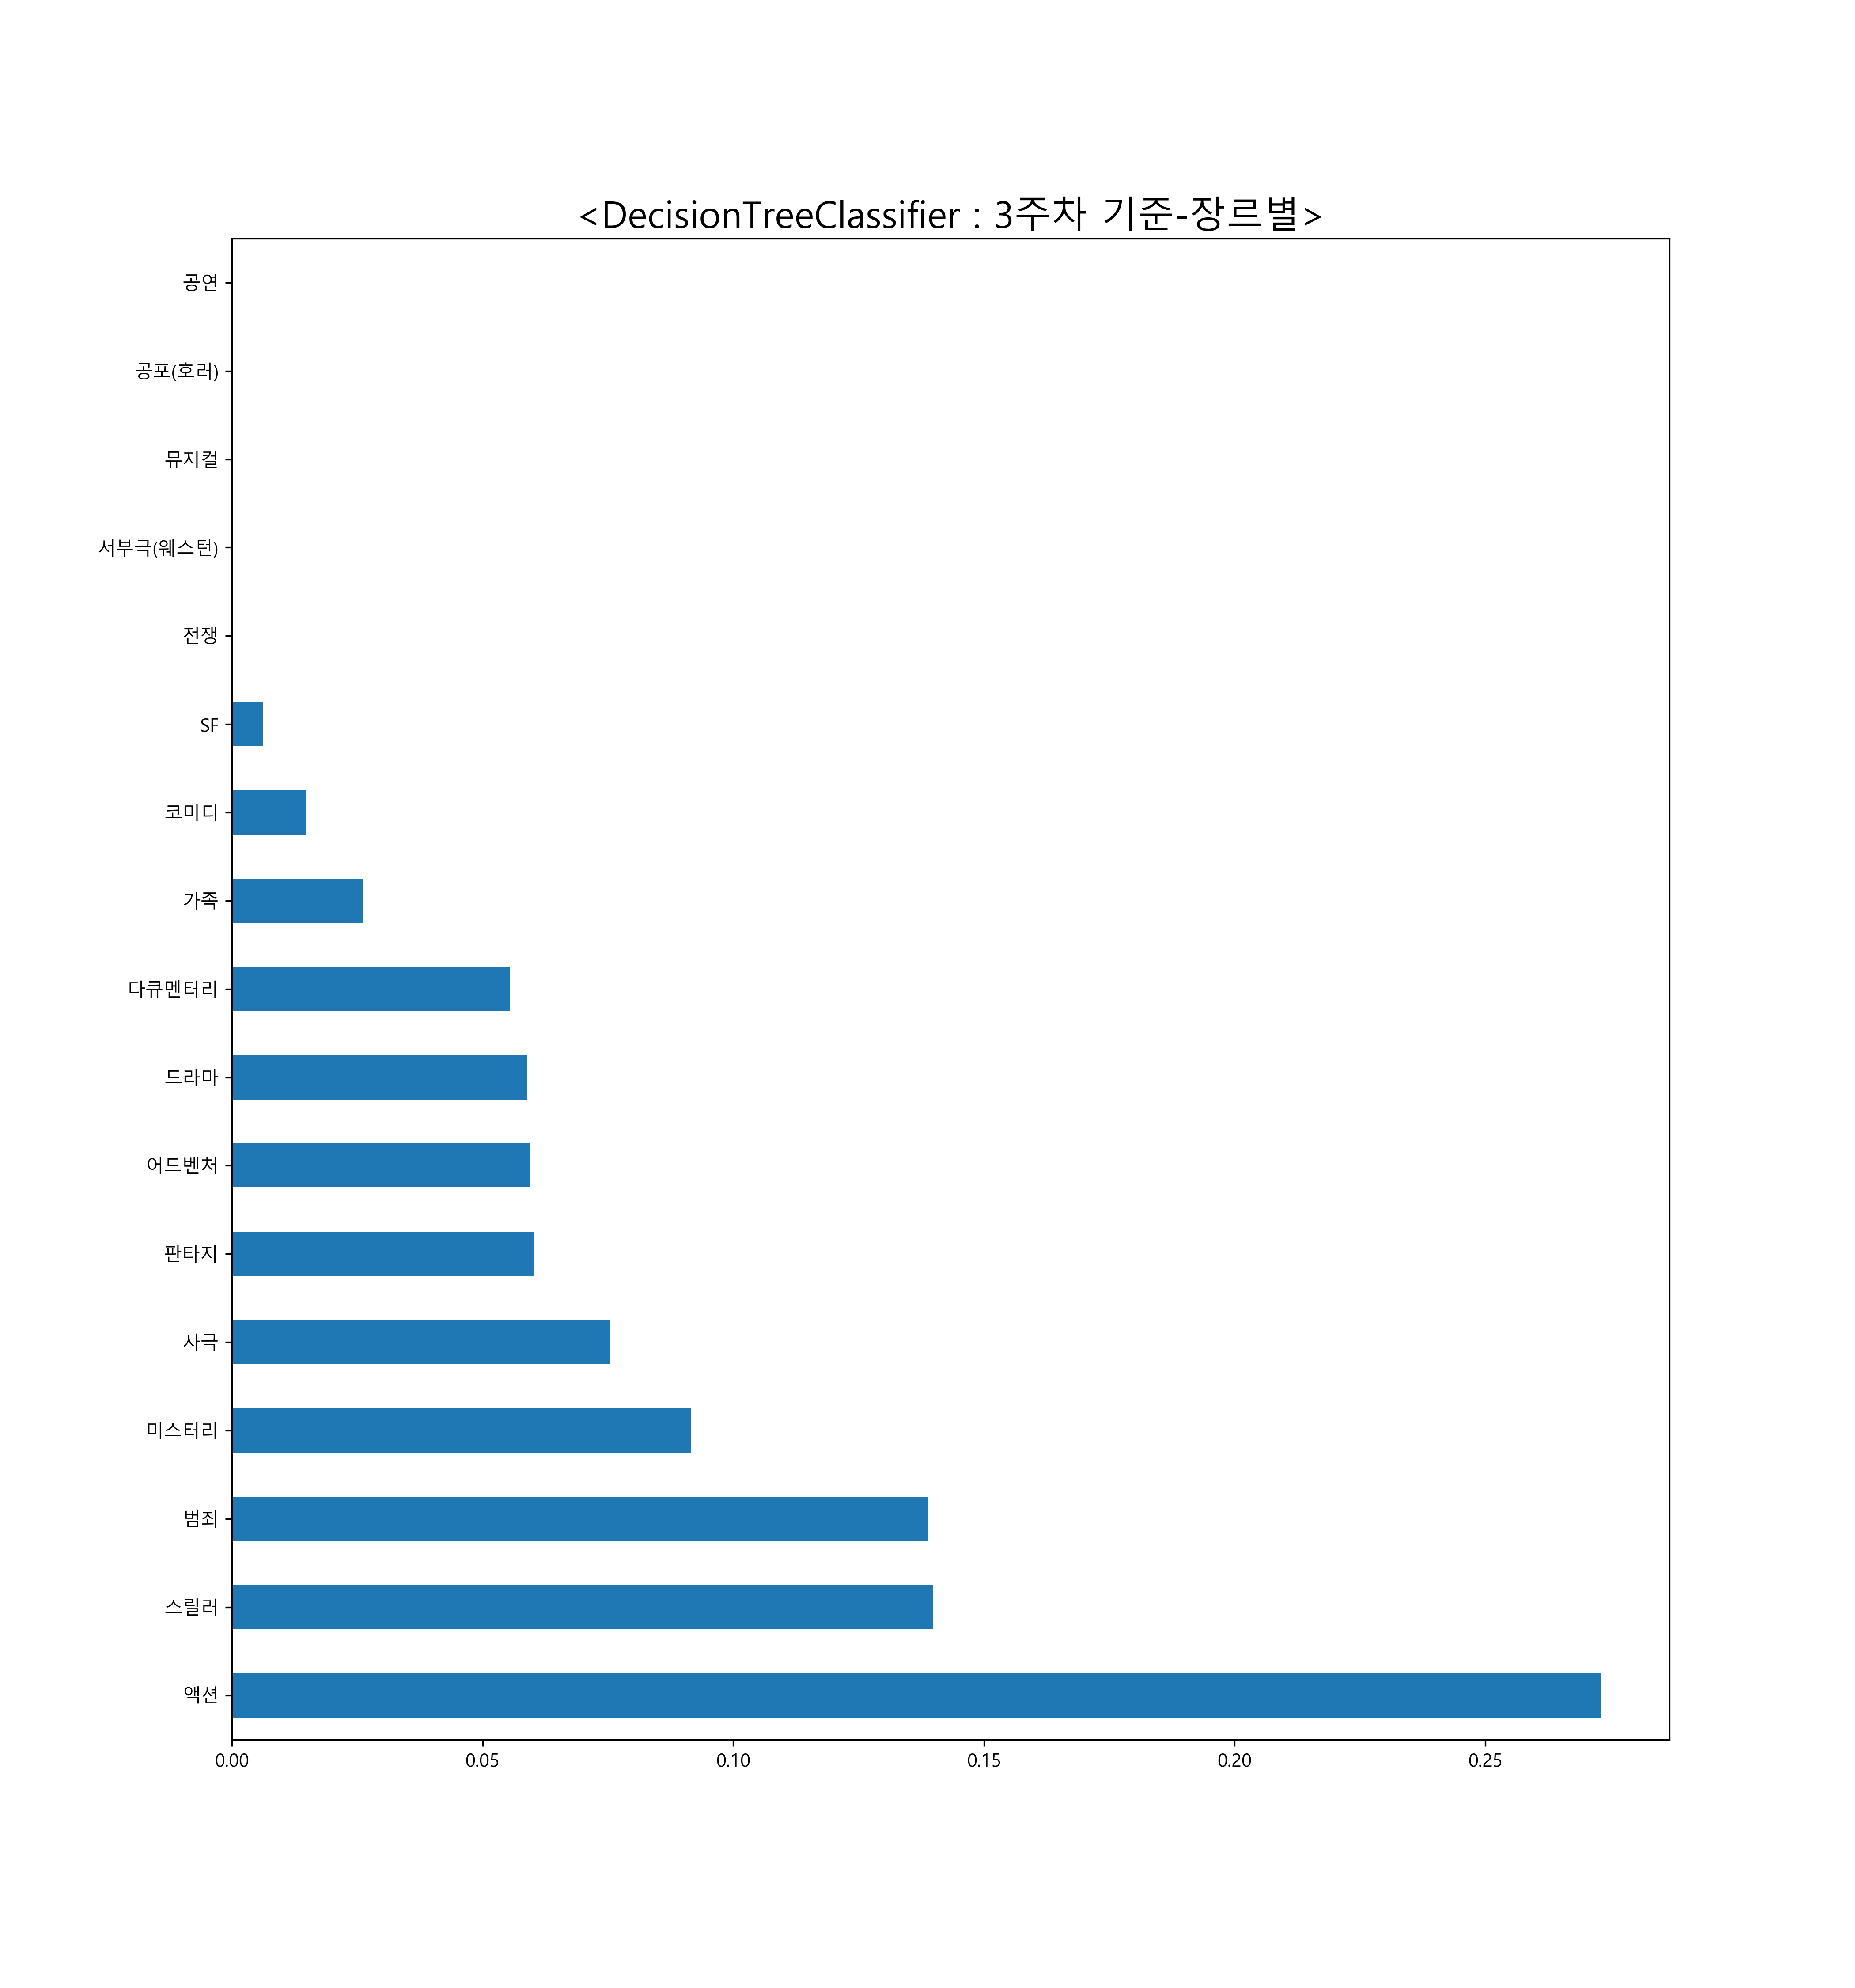 <DecisionTreeClassifier : 3주차 기준-장르별>
공연
공포(호러)
뮤지컬
서부극(웨스턴)
전쟁
SF
코미디
가족
다큐멘터리
드라마
어드벤처
판타지
사극
미스터리
범죄
스릴러
액션
0.00 0.05 0.10 0.15 0.20 0.25